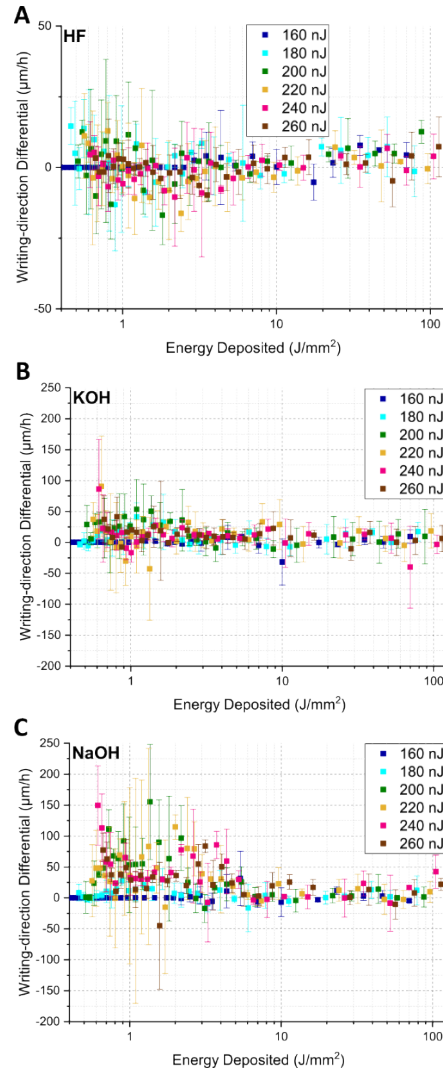 A
HF
160 nJ
180 nJ
200 nJ
220 nJ
240 nJ
260 nJ
50
0
-50
Writing-direction Differential (µm/h)
1 10 100
Energy Deposited (J/mm²)
B
KOH
160 nJ
180 nJ
200 nJ
220 nJ
240 nJ
260 nJ
250
200
150
100
50
0
-50
-100
-150
-200
Writing-direction Differential (µm/h)
1 10 100
Energy Deposited (J/mm²)
C
NaOH
160 nJ
180 nJ
200 nJ
220 nJ
240 nJ
260 nJ
250
200
150
100
50
0
-50
-100
-150
-200
Writing-direction Differential (µm/h)
1 10 100
Energy Deposited (J/mm²)